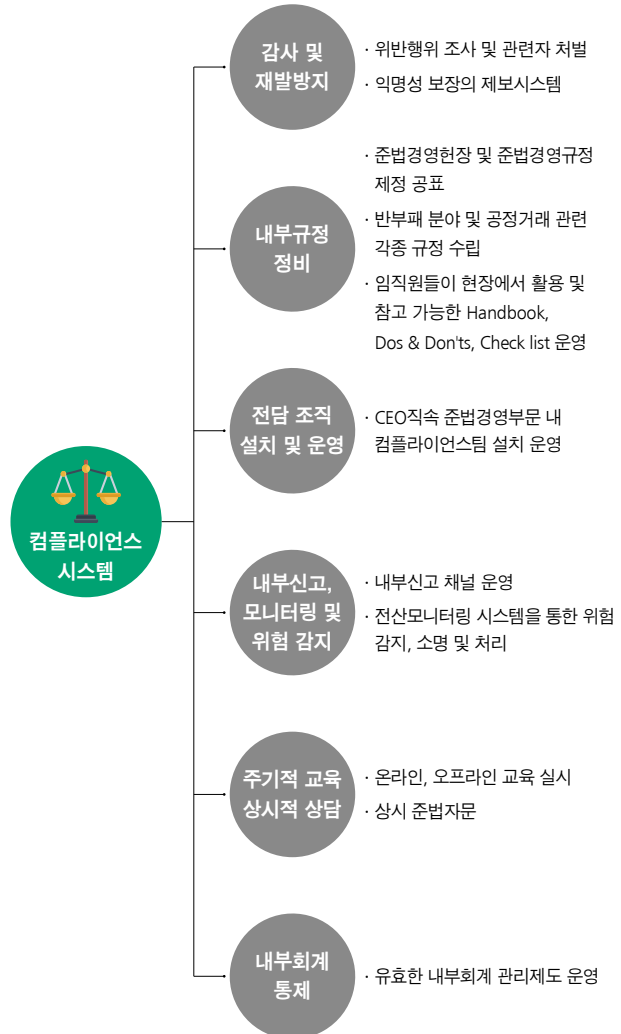 감사 및
재발방지
· 위반행위 조사 및 관련자 처벌
· 익명성 보장의 제보시스템
내부규정
정비
· 준법경영헌장 및 준법경영규정
제정 공표
· 반부패 분야 및 공정거래 관련
각종 규정 수립
· 임직원들이 현장에서 활용 및
참고 가능한 Handbook,
Dos & Don'ts, Check list 운영
전담 조직
설치 및 운영
· CEO직속 준법경영부문 내
컴플라이언스팀 설치 운영
컴플라이언스
시스템
내부신고,
모니터링 및
위험 감지
· 내부신고 채널 운영
· 전산모니터링 시스템을 통한 위험
감지, 소명 및 처리
주기적 교육
상시적 상담
· 온라인, 오프라인 교육 실시
· 상시 준법자문
내부회계
통제
· 유효한 내부회계 관리제도 운영